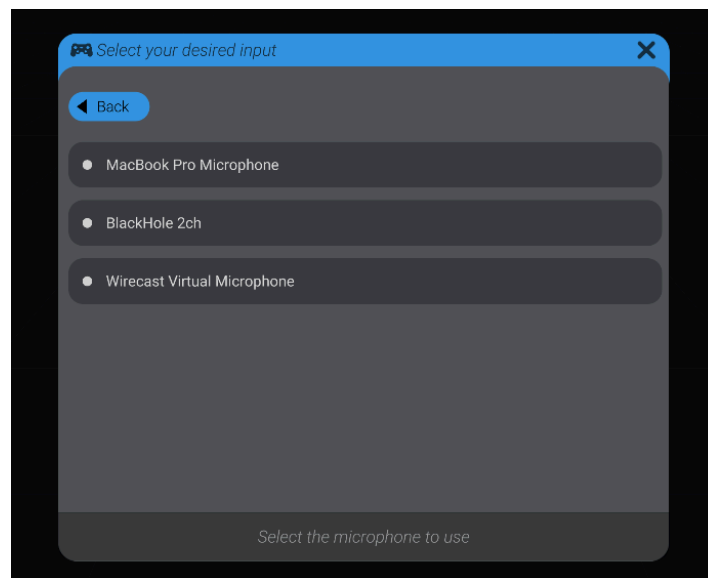 Select your desired input
Back
MacBook Pro Microphone
BlackHole 2ch
Wirecast Virtual Microphone
Select the microphone to use